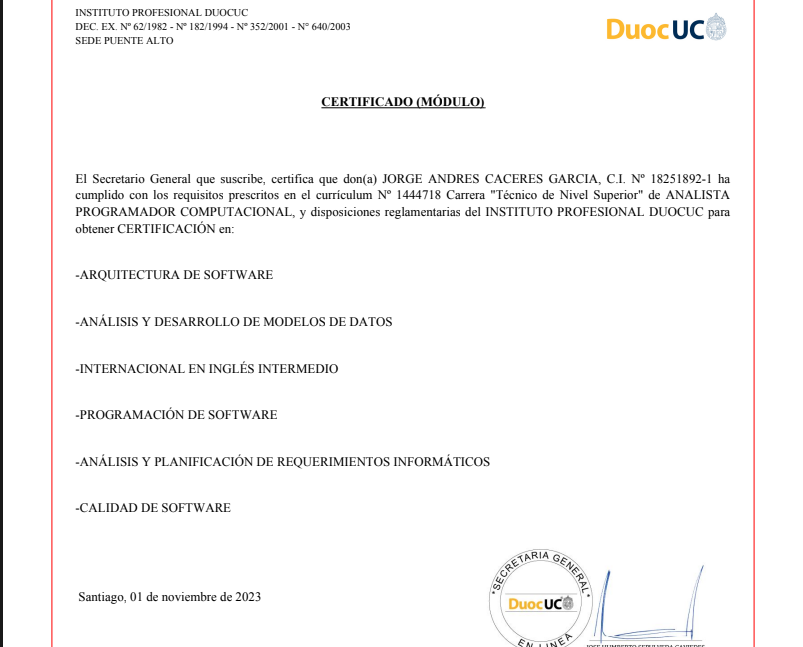 INSTITUTO PROFESIONAL DUOCUC
DEC. EX. Nº 62/1982 - Nº 182/1994 - Nº 352/2001 - N° 640/2003
SEDE PUENTE ALTO
DuocUC
CERTIFICADO (MÓDULO)
El Secretario General que suscribe, certifica que don(a) JORGE ANDRES CACERES GARCIA, C.I. Nº 18251892-1 ha
cumplido con los requisitos prescritos en el currículum Nº 1444718 Carrera "Técnico de Nivel Superior" de ANALISTA
PROGRAMADOR COMPUTACIONAL, y disposiciones reglamentarias del INSTITUTO PROFESIONAL DUOCUC para
obtener CERTIFICACIÓN en:
-ARQUITECTURA DE SOFTWARE
-ANÁLISIS Y DESARROLLO DE MODELOS DE DATOS
-INTERNACIONAL EN INGLÉS INTERMEDIO
-PROGRAMACIÓN DE SOFTWARE
-ANÁLISIS Y PLANIFICACIÓN DE REQUERIMIENTOS INFORMÁTICOS
-CALIDAD DE SOFTWARE
Santiago, 01 de noviembre de 2023
*SECRETARIA GENERAL*
DuocUC
EN LINEA